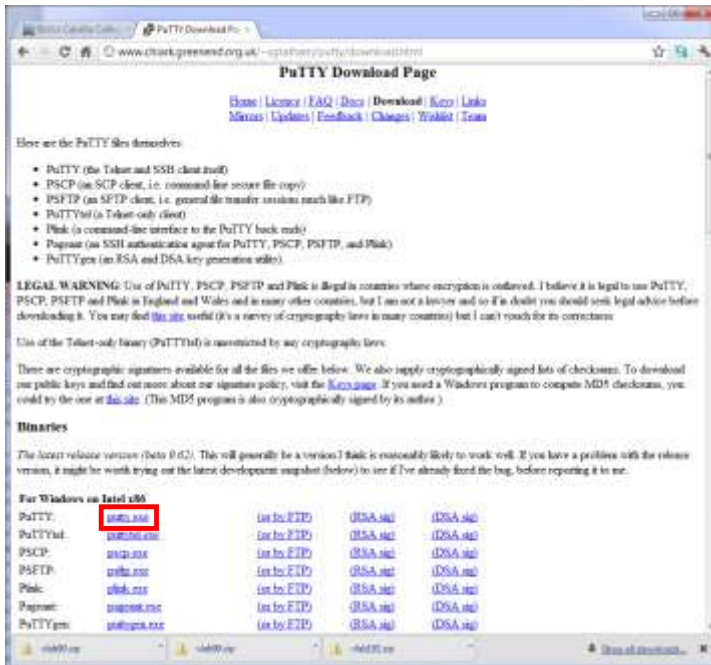 PuTTY Download Pa
www.chiark.greenend.org.uk/~sgtatham/putty/download.html
PuTTY Download Page
Home | Licence | FAQ | Docs | Download | Keys | Links
Mirrors | Updates | Feedback | Changes | Wishlist | Team
Here are the PuTTY files themselves:
PuTTY (the Telnet and SSH client itself)
PSCP (an SCP client, i.e. command-line secure file copy)
PSFTP (an SFTP client, i.e. general file transfer sessions much like FTP)
PuTTYtel (a Telnet-only client)
Plink (a command-line interface to the PuTTY back ends)
Pageant (an SSH authentication agent for PuTTY, PSCP, PSFTP, and Plink)
PuTTYgen (an RSA and DSA key generation utility).
LEGAL WARNING: Use of PuTTY, PSCP, PSFTP and Plink is illegal in countries where encryption is outlawed. I believe it is legal to use PuTTY,
PSCP, PSFTP and Plink in England and Wales and in many other countries, but I am not a lawyer and so if in doubt you should seek legal advice before
downloading it. You may find this site useful (it's a survey of cryptography laws in many countries) but I can't vouch for its correctness.
Use of the Telnet-only binary (PuTTYtel) is unrestricted by any cryptography laws.
There are cryptographic signatures available for all the files we offer below. We also supply cryptographically signed lists of checksums. To download
our public keys and find out more about our signature policy, visit the Keys page. If you need a Windows program to compute MD5 checksums, you
could try the one at this site. (This MD5 program is also cryptographically signed by its author.)
Binaries
The latest release version (beta 0.62). This will generally be a version I think is reasonably likely to work well. If you have a problem with the release
version, it might be worth trying out the latest development snapshot (below) to see if I've already fixed the bug, before reporting it to me.
For Windows on Intel x86
PuTTY: putty.exe (or by FTP) (RSA sig) (DSA sig)
PuTTYtel: puttytel.exe (or by FTP) (RSA sig) (DSA sig)
PSCP: pscp.exe (or by FTP) (RSA sig) (DSA sig)
PSFTP: psftp.exe (or by FTP) (RSA sig) (DSA sig)
Plink: plink.exe (or by FTP) (RSA sig) (DSA sig)
Pageant: pageant.exe (or by FTP) (RSA sig) (DSA sig)
PuTTYgen: puttygen.exe (or by FTP) (RSA sig) (DSA sig)
Show all downloads...